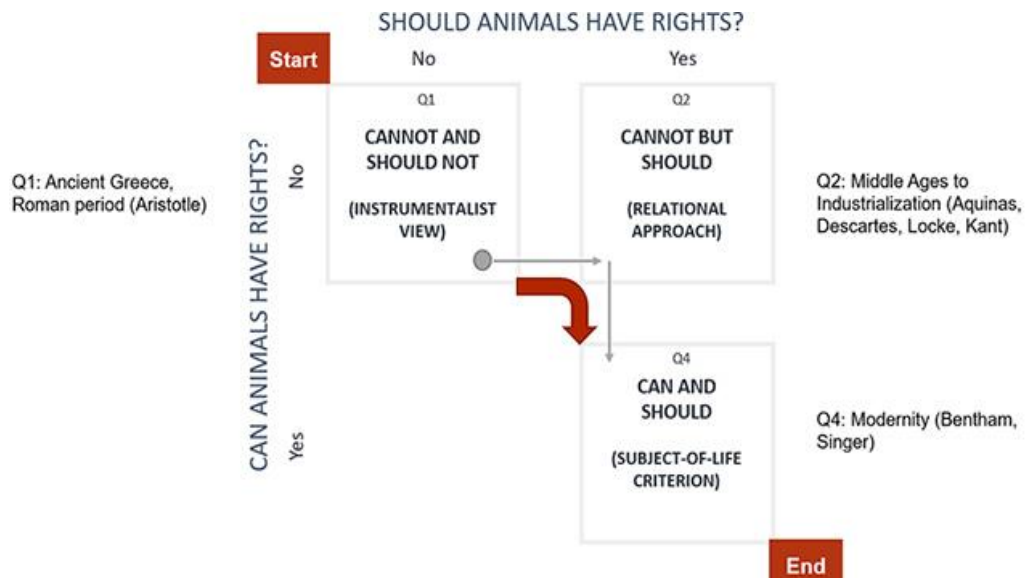 SHOULD ANIMALS HAVE RIGHTS?
Start
No
Yes
CAN ANIMALS HAVE RIGHTS?
No
Yes
Q1: Ancient Greece,
Roman period (Aristotle)
Q1
CANNOT AND
SHOULD NOT
(INSTRUMENTALIST
VIEW)
Q2
CANNOT BUT
SHOULD
(RELATIONAL
APPROACH)
Q2: Middle Ages to
Industrialization (Aquinas,
Descartes, Locke, Kant)
Q4
CAN AND
SHOULD
(SUBJECT-OF-LIFE
CRITERION)
Q4: Modernity (Bentham,
Singer)
End